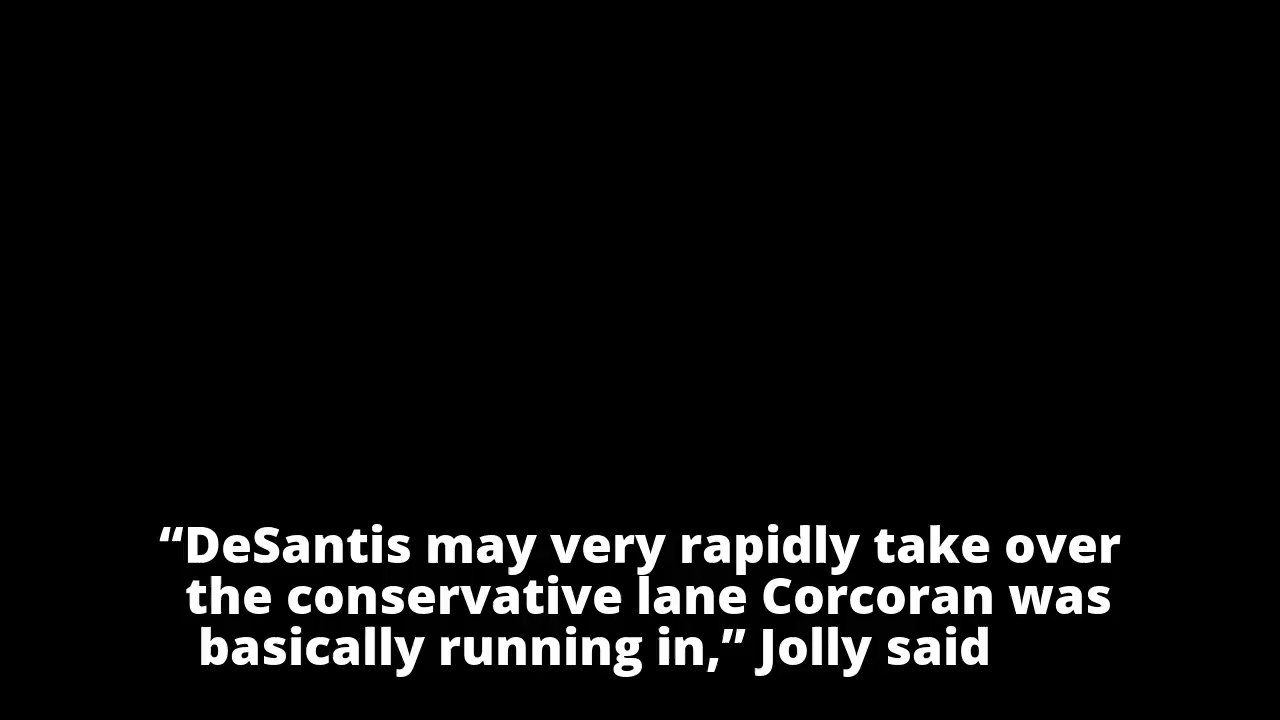 “DeSantis may very rapidly take over
the conservative lane Corcoran was
basically running in,” Jolly said